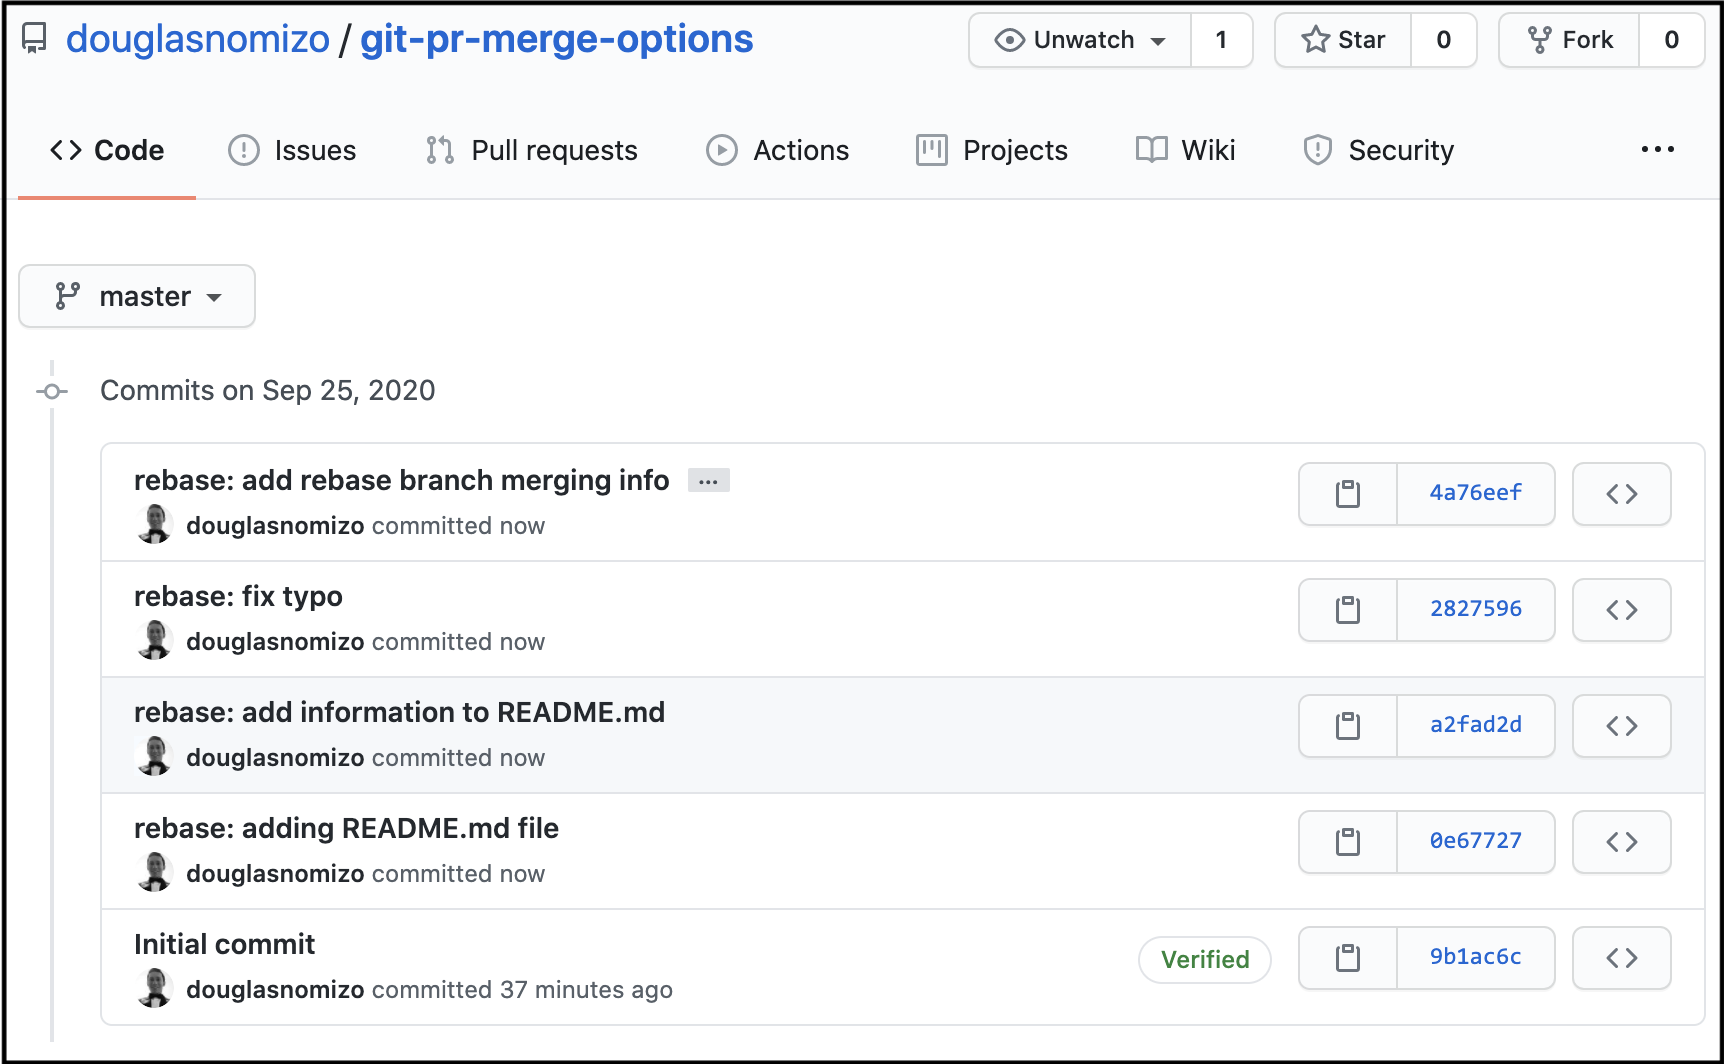 douglasnomizo / git-pr-merge-options Unwatch 1 Star 0 Fork 0
Code Issues Pull requests Actions Projects Wiki Security ...
master
Commits on Sep 25, 2020
rebase: add rebase branch merging info ...
4a76eef
douglasnomizo committed now
rebase: fix typo
2827596
douglasnomizo committed now
rebase: add information to README.md
a2fad2d
douglasnomizo committed now
rebase: adding README.md file
0e67727
douglasnomizo committed now
Initial commit
Verified 9b1ac6c
douglasnomizo committed 37 minutes ago